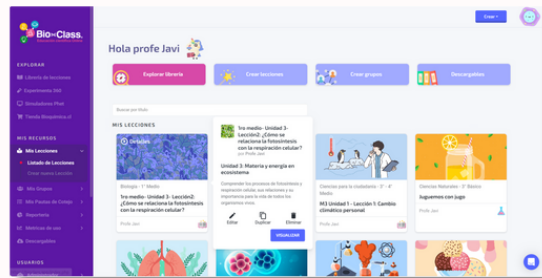 Bio InClass.
EXPLORAR
Librería de lecciones
Experimenta 360
Simuladores Phet
Tienda Bioquímica.cl
MIS RECURSOS
Mis Lecciones
Listado de Lecciones
Crear nueva Lección
Mis Grupos
Mis Pautas de Cotejo
Reportería
Métricas de uso
Descargables
USUARIOS
Crear
Hola profe Javi
Explorar librería
Crear lecciones
Crear grupos
Descargables
Buscar por título
MIS LECCIONES
Detalles
Biología - 1° Medio
1ro medio- Unidad 3- Lección2:
¿Cómo se relaciona la fotosíntesis
con la respiración celular?
Profe Javi
1ro medio- Unidad 3-
Lección2: ¿Cómo se
relaciona la fotosíntesis
con la respiración celular?
por Profe Javi
Unidad 3: Materia y energía en
ecosistema
Comprender los procesos de fotosíntesis y
respiración celular, sus relaciones y su
importancia para la vida de todos los
organismos vivos.
Editar
Duplicar
Eliminar
VISUALIZAR
Ciencias para la ciudadanía - 3° - 4°
Medio
M3 Unidad 1 - Lección 1: Cambio
climático personal
Profe Javi
Ciencias Naturales - 2° Básico
Juguemos con jugo
Profe Javi